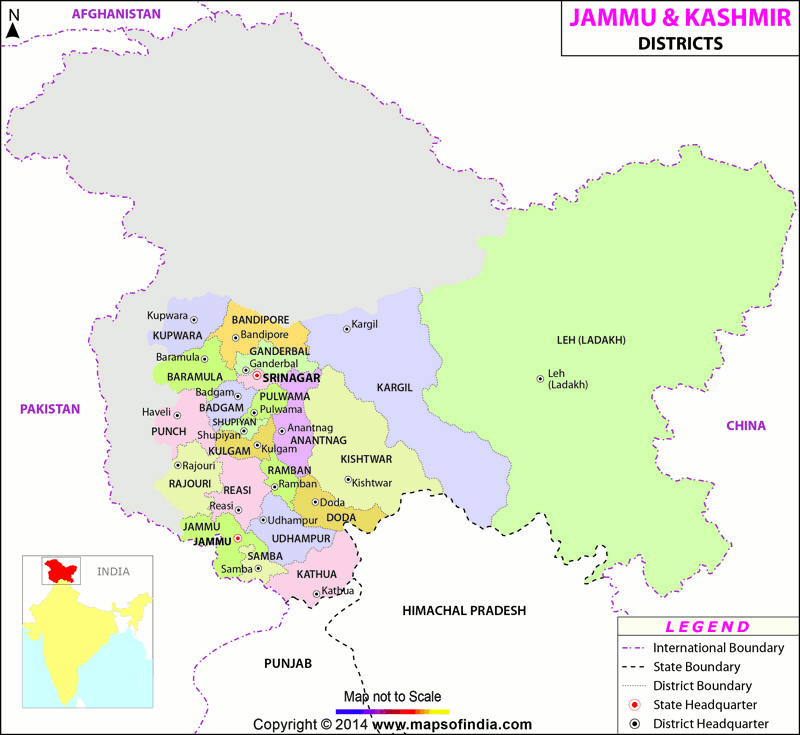 N
AFGHANISTAN
JAMMU & KASHMIR
DISTRICTS
Kupwara
KUPWARA
BANDIPORE
Bandipore
Kargil
GANDERBAL
Ganderbal
Baramula
BARAMULA
SRINAGAR
LEH (LADAKH)
Leh
(Ladakh)
KARGIL
Badgam
BADGAM
PULWAMA
Pulwama
PAKISTAN
Haveli
PUNCH
SHUPIYAN
Shupiyan
Anantnag
ANANTNAG
CHINA
KULGAM
Kulgam
KISHTWAR
Kishtwar
Rajouri
RAJOURI
RAMBAN
Ramban
REASI
Reasi
Doda
DODA
JAMMU
JAMMU
Udhampur
UDHAMPUR
SAMBA
Samba
KATHUA
Kathua
INDIA
HIMACHAL PRADESH
PUNJAB
LEGEND
International Boundary
State Boundary
District Boundary
State Headquarter
District Headquarter
Map not to Scale
Copyright © 2014 www.mapsofindia.com